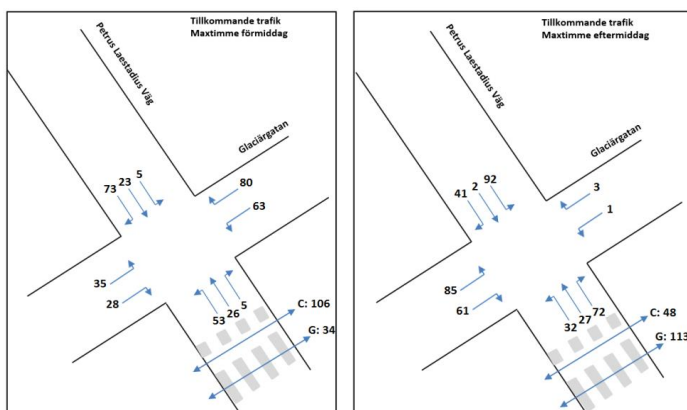 Tillkommande trafik
Maxtimme förmiddag
Petrus Laestadius Väg
Glaciärgatan
73 23 5
80
63
35
28
53 26 5
C: 106
G: 34
Tillkommande trafik
Maxtimme eftermiddag
Petrus Laestadius Väg
Glaciärgatan
41 2 92
3
1
85
61
32 27 72
C: 48
G: 113